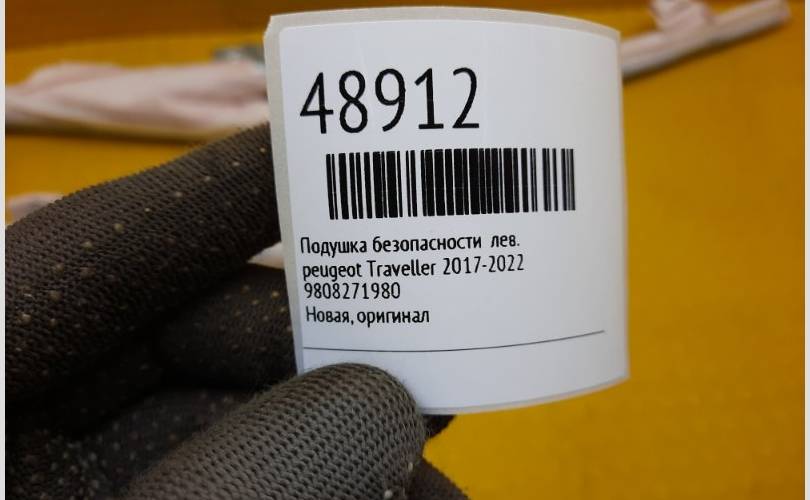 48912
Подушка безопасности лев.
peugeot Traveller 2017-2022
9808271980
Новая, оригинал